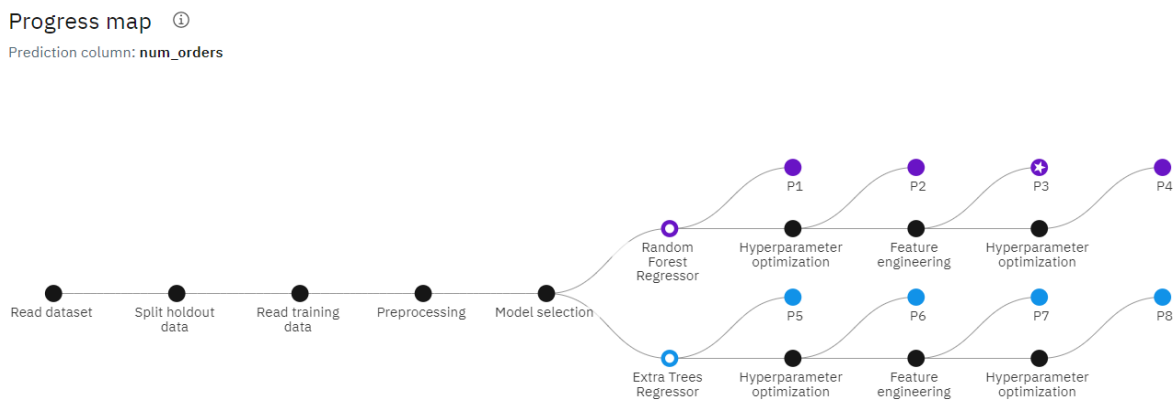 Progress map
Prediction column: num_orders
P1
P2
P3
P4
Random
Forest
Regressor
Hyperparameter
optimization
Feature
engineering
Hyperparameter
optimization
Read dataset
Split holdout
data
Read training
data
Preprocessing
Model selection
P5
P6
P7
P8
Extra Trees
Regressor
Hyperparameter
optimization
Feature
engineering
Hyperparameter
optimization